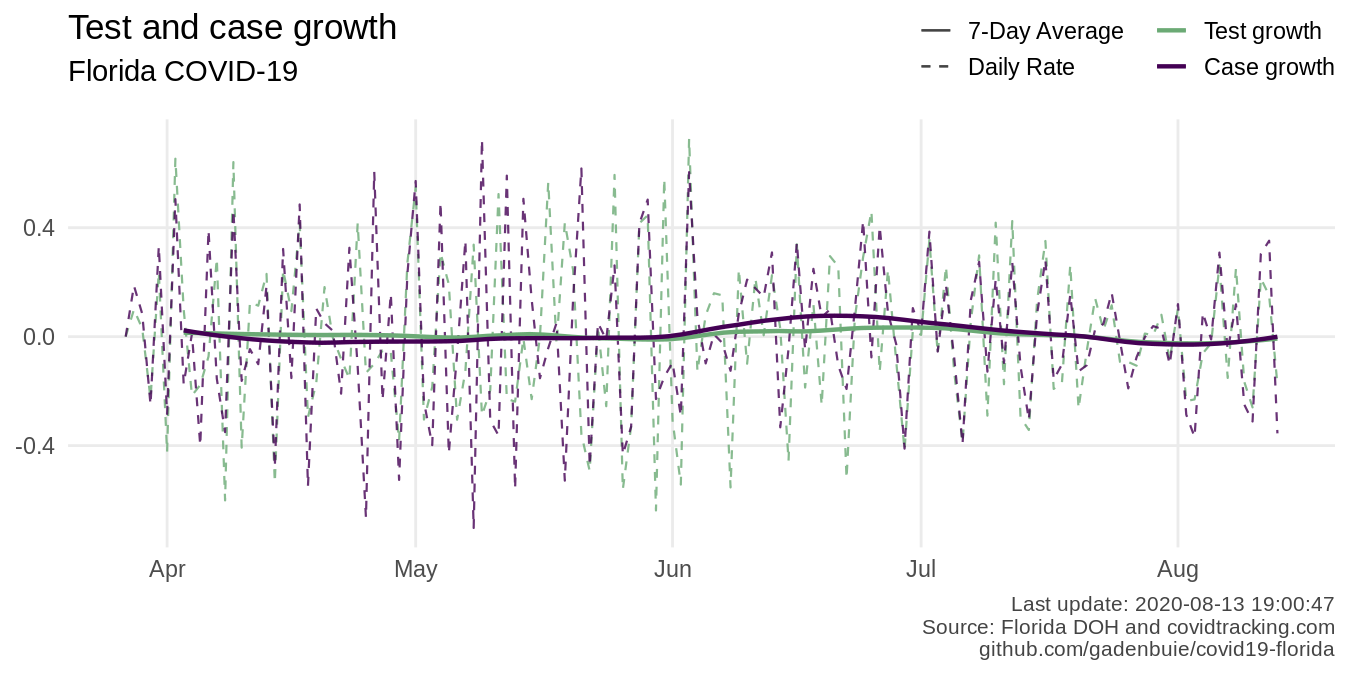 Test and case growth
Florida COVID-19
7-Day Average
Test growth
Daily Rate
Case growth
0.4
0.0
-0.4
Apr
May
Jun
Jul
Aug
Last update: 2020-08-13 19:00:47
Source: Florida DOH and covidtracking.com
github.com/gadenbuie/covid19-florida